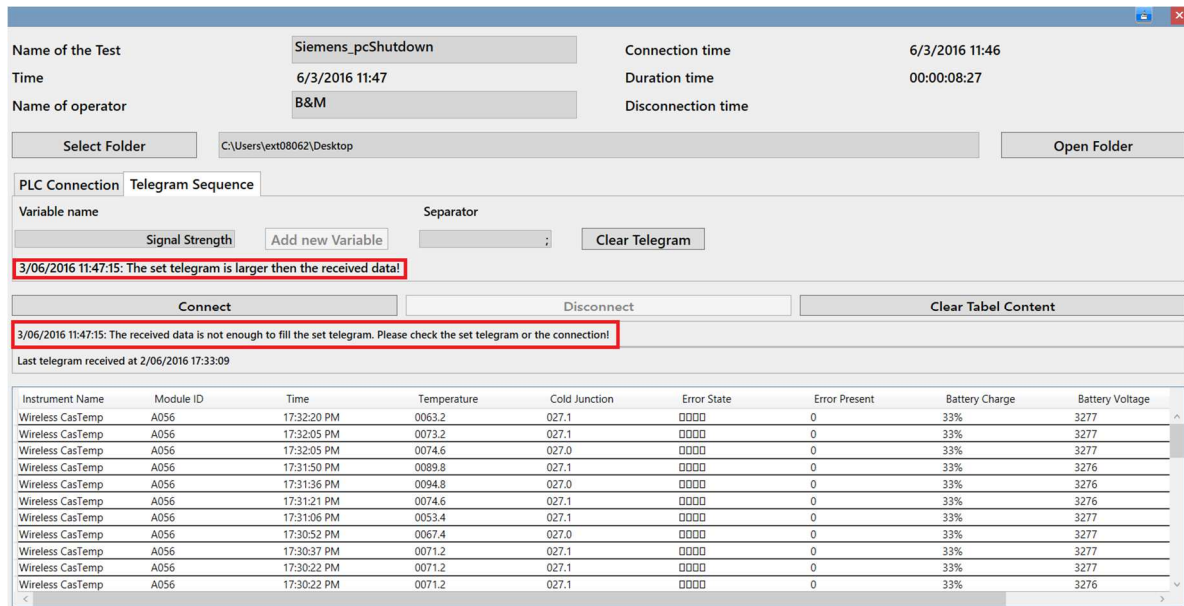 Name of the Test Siemens_pcShutdown Connection time 6/3/2016 11:46
Time 6/3/2016 11:47 Duration time 00:00:08:27
Name of operator B&M Disconnection time
Select Folder C:\Users\ext08062\Desktop Open Folder
PLC Connection Telegram Sequence
Variable name Separator
Signal Strength Add new Variable ; Clear Telegram
3/06/2016 11:47:15: The set telegram is larger then the received data!
Connect Disconnect Clear Tabel Content
3/06/2016 11:47:15: The received data is not enough to fill the set telegram. Please check the set telegram or the connection!
Last telegram received at 2/06/2016 17:33:09
Instrument Name Module ID Time Temperature Cold Junction Error State Error Present Battery Charge Battery Voltage
Wireless CasTemp A056 17:32:20 PM 0063.2 027.1 □□□□ 0 33% 3277
Wireless CasTemp A056 17:32:05 PM 0073.2 027.1 □□□□ 0 33% 3277
Wireless CasTemp A056 17:32:05 PM 0074.6 027.0 □□□□ 0 33% 3277
Wireless CasTemp A056 17:31:50 PM 0089.8 027.1 □□□□ 0 33% 3276
Wireless CasTemp A056 17:31:36 PM 0094.8 027.0 □□□□ 0 33% 3276
Wireless CasTemp A056 17:31:21 PM 0074.6 027.1 □□□□ 0 33% 3276
Wireless CasTemp A056 17:31:06 PM 0053.4 027.1 □□□□ 0 33% 3277
Wireless CasTemp A056 17:30:52 PM 0067.4 027.0 □□□□ 0 33% 3277
Wireless CasTemp A056 17:30:37 PM 0071.2 027.1 □□□□ 0 33% 3277
Wireless CasTemp A056 17:30:22 PM 0071.2 027.1 □□□□ 0 33% 3277
Wireless CasTemp A056 17:30:22 PM 0071.2 027.1 □□□□ 0 33% 3276